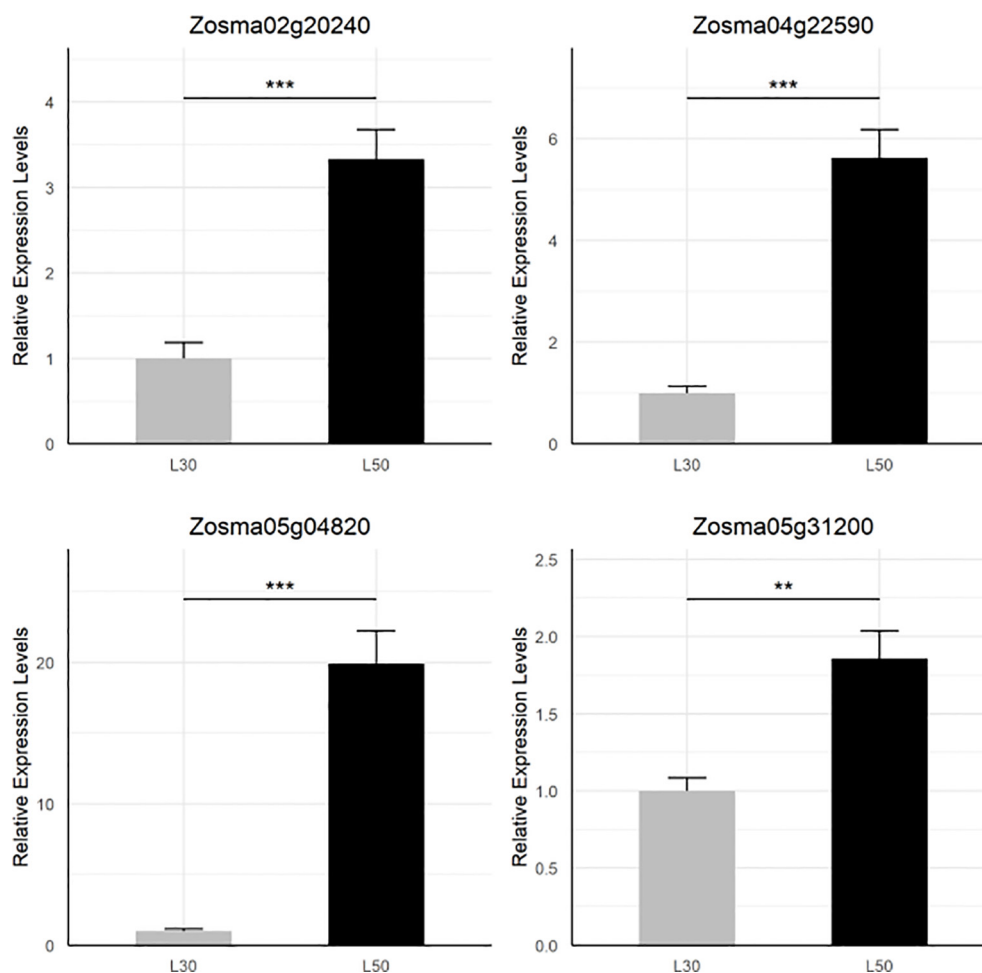 Zosma02g20240
Relative Expression Levels
4
3
2
1
0
***
L30
L50
Zosma04g22590
Relative Expression Levels
6
4
2
0
***
L30
L50
Zosma05g04820
Relative Expression Levels
20
10
0
***
L30
L50
Zosma05g31200
Relative Expression Levels
2.5
2.0
1.5
1.0
0.5
0.0
**
L30
L50